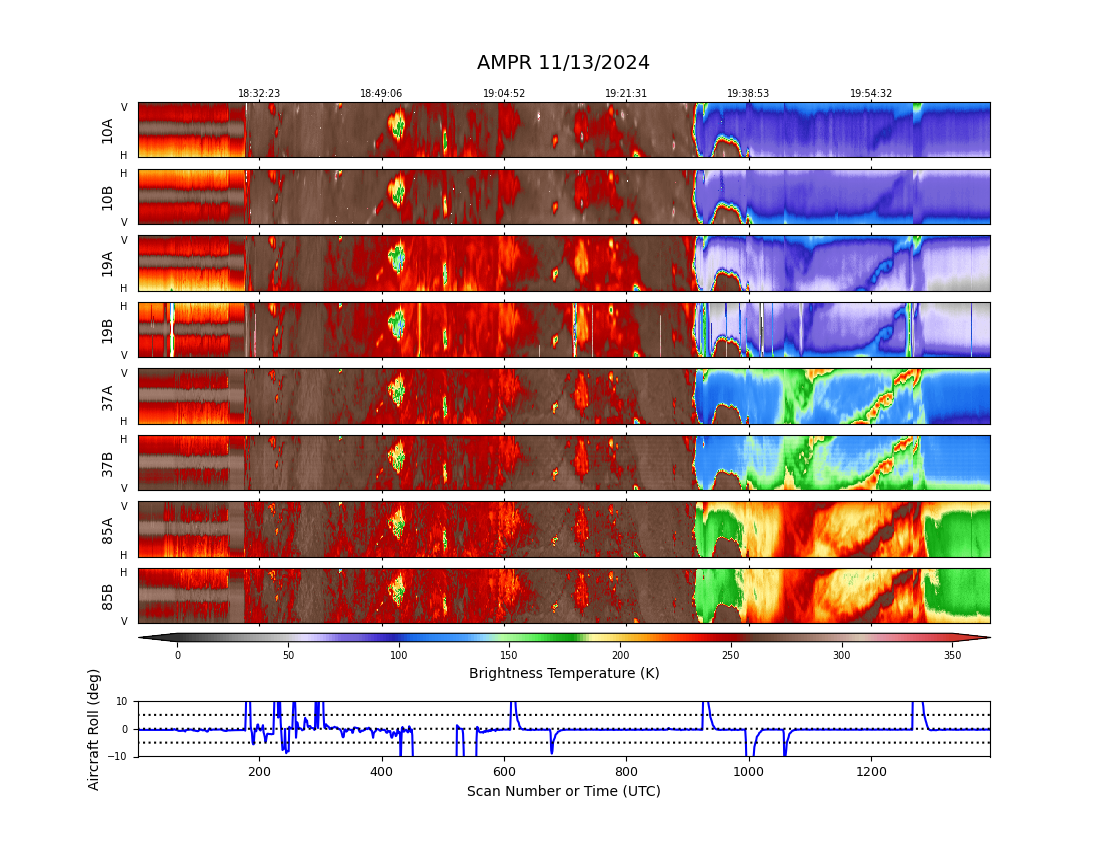 AMPR 11/13/2024
18:32:23 18:49:06 19:04:52 19:21:31 19:38:53 19:54:32
V
10A
H
H
10B
V
V
19A
H
H
19B
V
V
37A
H
H
37B
V
V
85A
H
H
85B
V
0 50 100 150 200 250 300 350
Brightness Temperature (K)
Aircraft Roll (deg)
10
0
−10
200 400 600 800 1000 1200
Scan Number or Time (UTC)